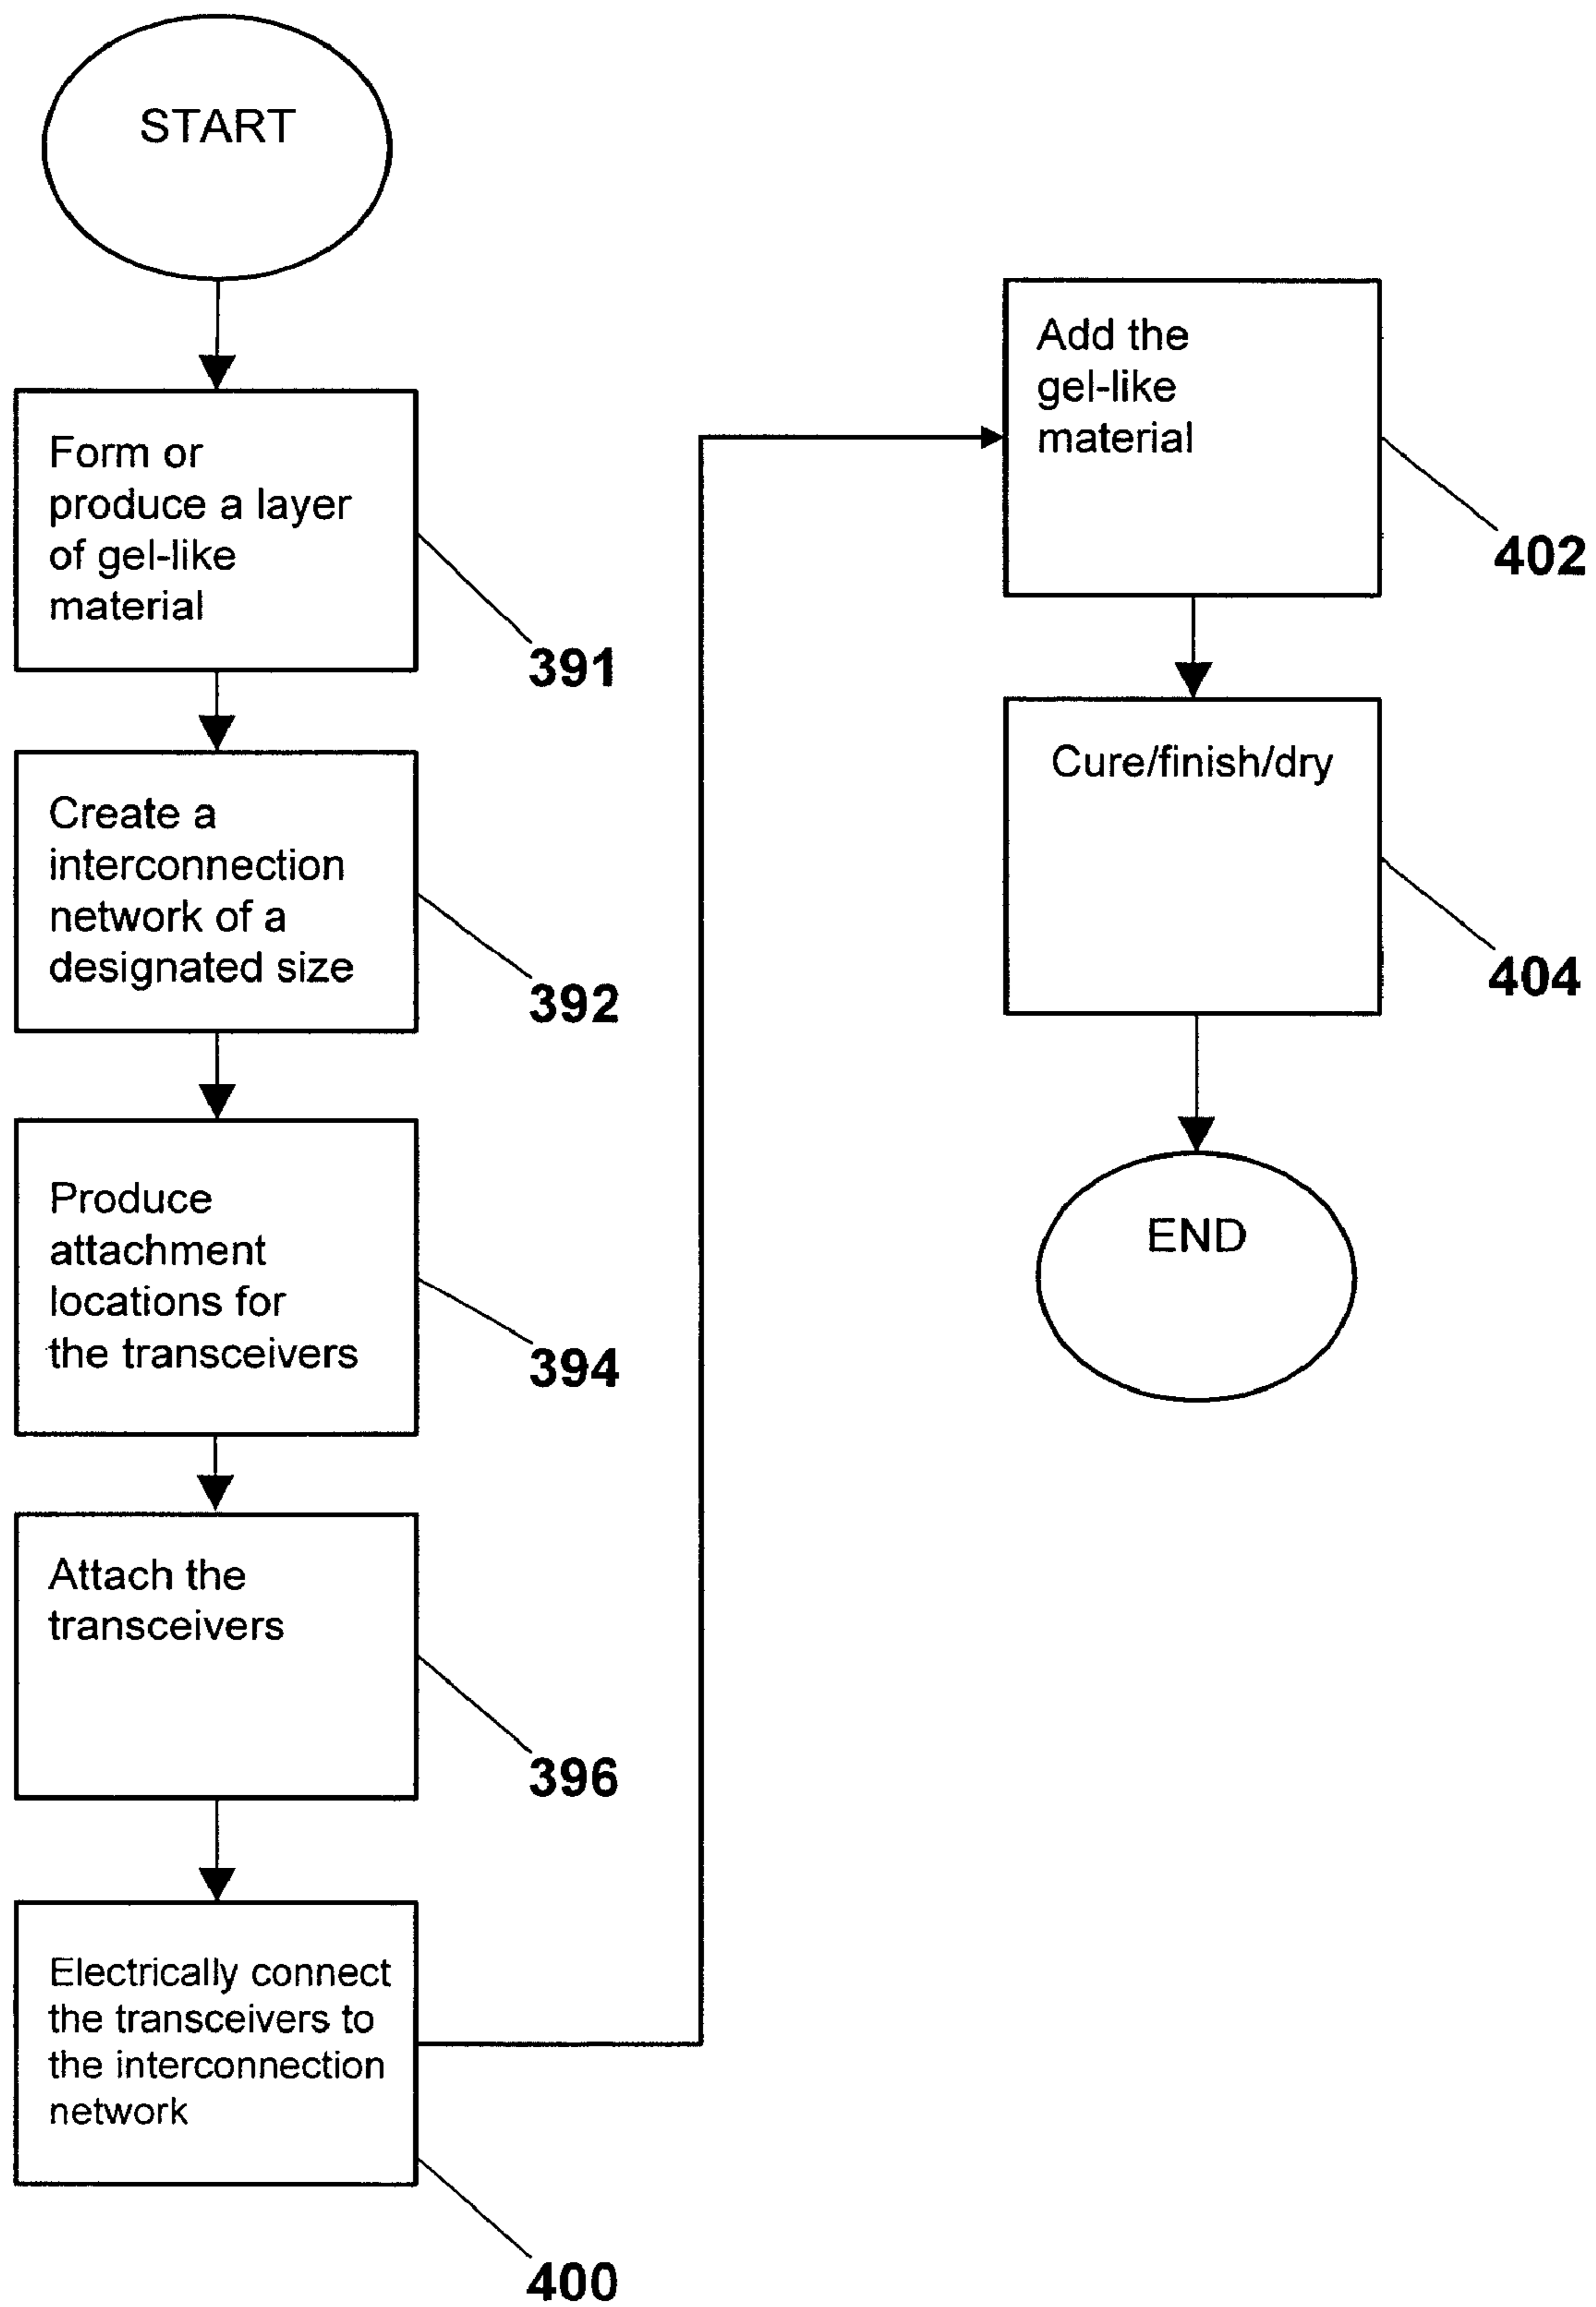 START
Form or
produce a layer
of gel-like
material
391
Create a
interconnection
network of a
designated size
392
Produce
attachment
locations for
the transceivers
394
Attach the
transceivers
396
Electrically connect
the transceivers to
the interconnection
network
400
Add the
gel-like
material
402
Cure/finish/dry
404
END